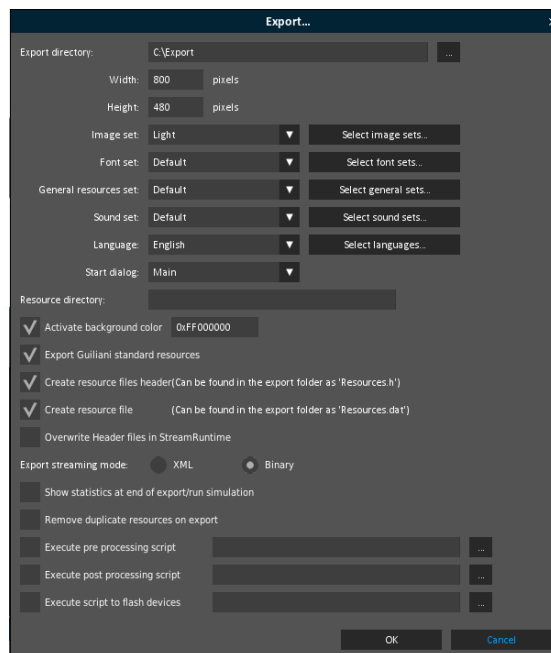 Export...
Export directory: C:\Export ...
Width: 800 pixels
Height: 480 pixels
Image set: Light Select image sets...
Font set: Default Select font sets...
General resources set: Default Select general sets...
Sound set: Default Select sound sets...
Language: English Select languages...
Start dialog: Main
Resource directory:
Activate background color 0xFF000000
Export Guiliani standard resources
Create resource files header(Can be found in the export folder as 'Resources.h')
Create resource file (Can be found in the export folder as 'Resources.dat')
Overwrite Header files in StreamRuntime
Export streaming mode: XML Binary
Show statistics at end of export/run simulation
Remove duplicate resources on export
Execute pre processing script ...
Execute post processing script ...
Execute script to flash devices ...
OK Cancel